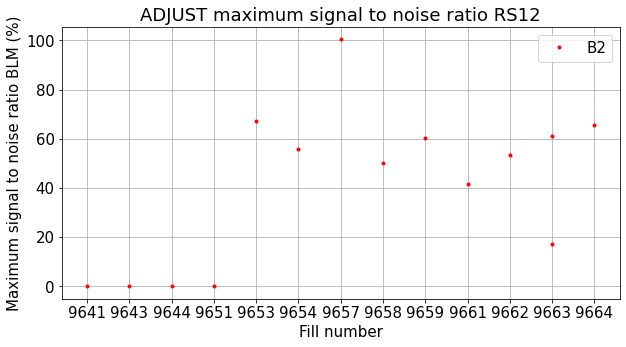 ADJUST maximum signal to noise ratio RS12
Maximum signal to noise ratio BLM (%)
100
80
60
40
20
0
B2
9641 9643 9644 9651 9653 9654 9657 9658 9659 9661 9662 9663 9664
Fill number